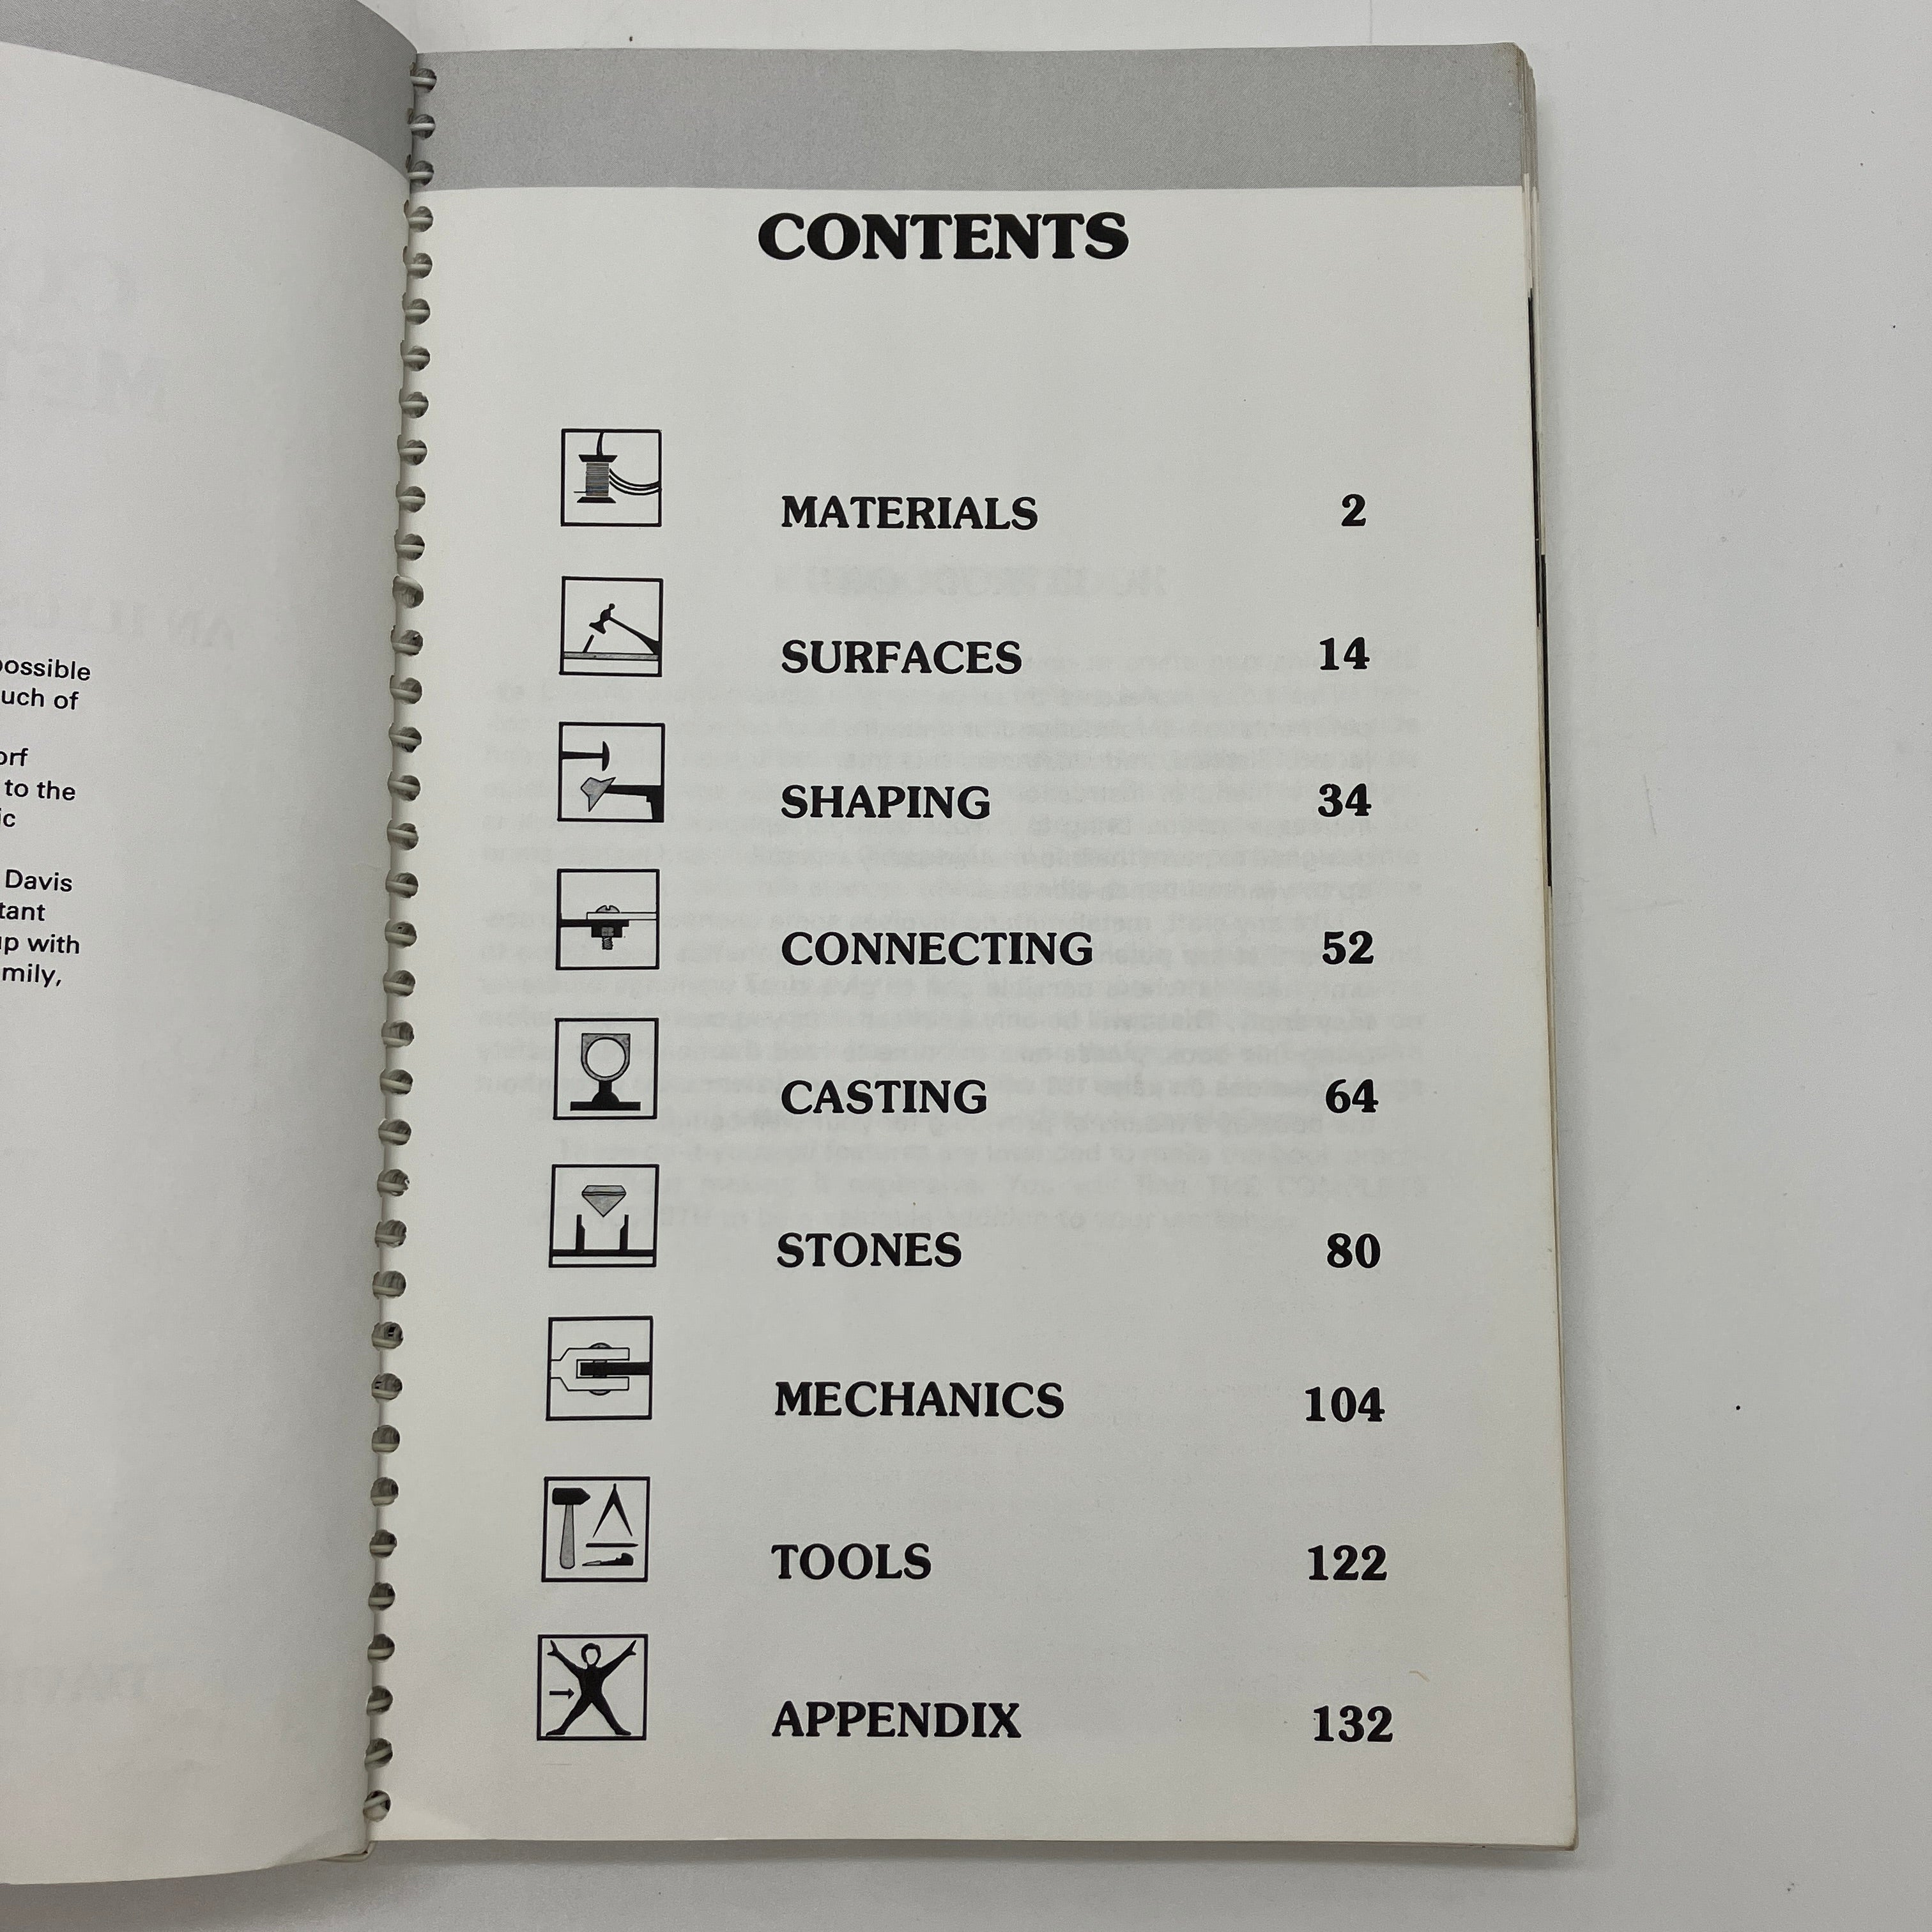 possible
uch of
orf
to the
ic
Davis
tant
up with
mily,
CONTENTS
MATERIALS 2
SURFACES 14
SHAPING 34
CONNECTING 52
CASTING 64
STONES 80
MECHANICS 104
TOOLS 122
APPENDIX 132